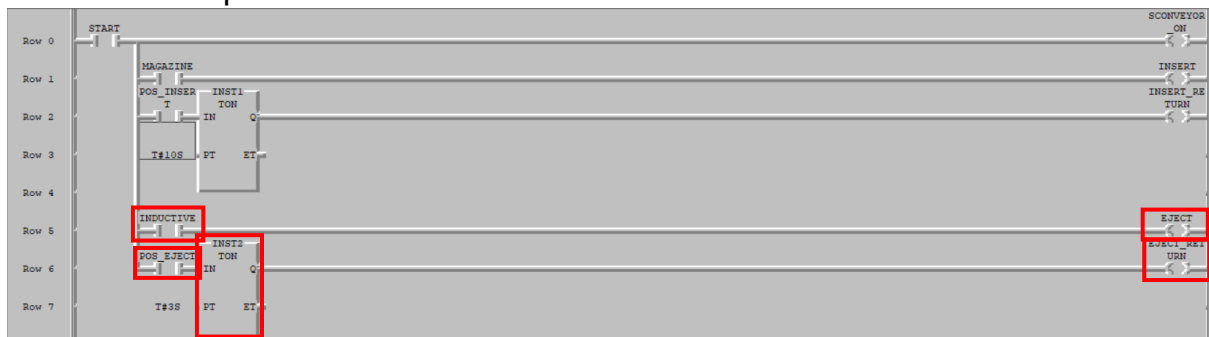 START
SCONVEYOR
_ON
Row 0
MAGAZINE
INSERT
Row 1
POS_INSER
T
INST1
TON
INSERT_RE
TURN
Row 2
IN
Q
Row 3
T#10S
PT
ET
Row 4
INDUCTIVE
EJECT
Row 5
POS_EJECT
INST2
TON
EJECT_RET
URN
Row 6
IN
Q
Row 7
T#3S
PT
ET